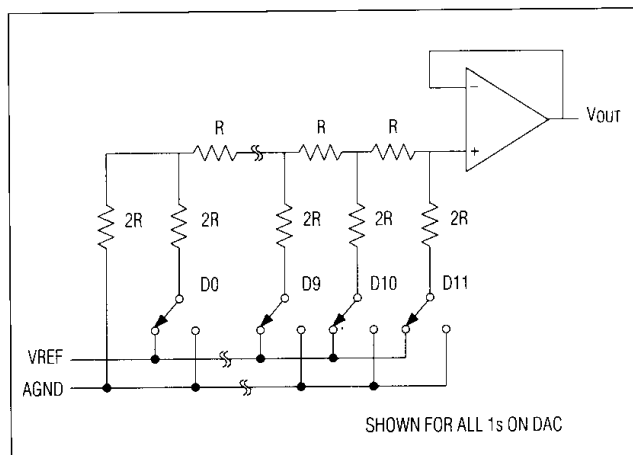 −
VOUT
R R R
+
2R 2R 2R 2R 2R
D0 D9 D10 D11
VREF
AGND
SHOWN FOR ALL 1s ON DAC